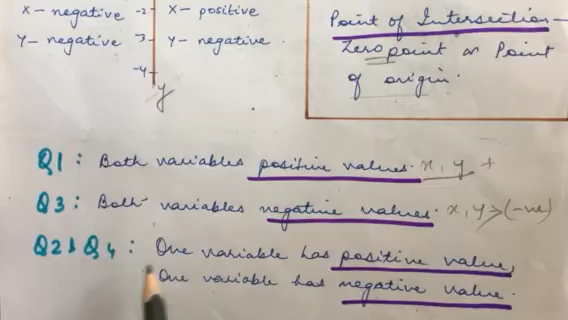 X - negative
Y - negative
-2
-3
-4
y
X - positive
Y - negative
Point of Intersection -
Zero point or Point
of origin.
Q1 : Both variables positive values. x, y +
Q3 : Both variables negative values. x, y > (-ve)
Q2 & Q4 : One variable has positive value,
One variable has negative value.